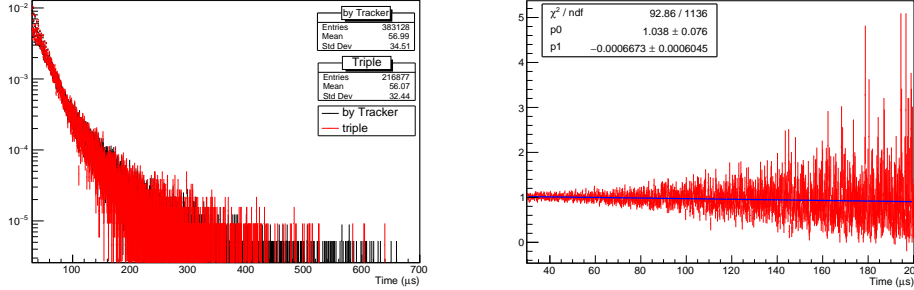 by Tracker
Entries 383128
Mean 56.99
Std Dev 34.51
Triple
Entries 216877
Mean 56.07
Std Dev 32.44
by Tracker
triple
10⁻²
10⁻³
10⁻⁴
10⁻⁵
100 200 300 400 500 600 700
Time (μs)
χ² / ndf 92.86 / 1136
p0 1.038 ± 0.076
p1 −0.0006673 ± 0.0006045
5
4
3
2
1
0
40 60 80 100 120 140 160 180 200
Time (μs)